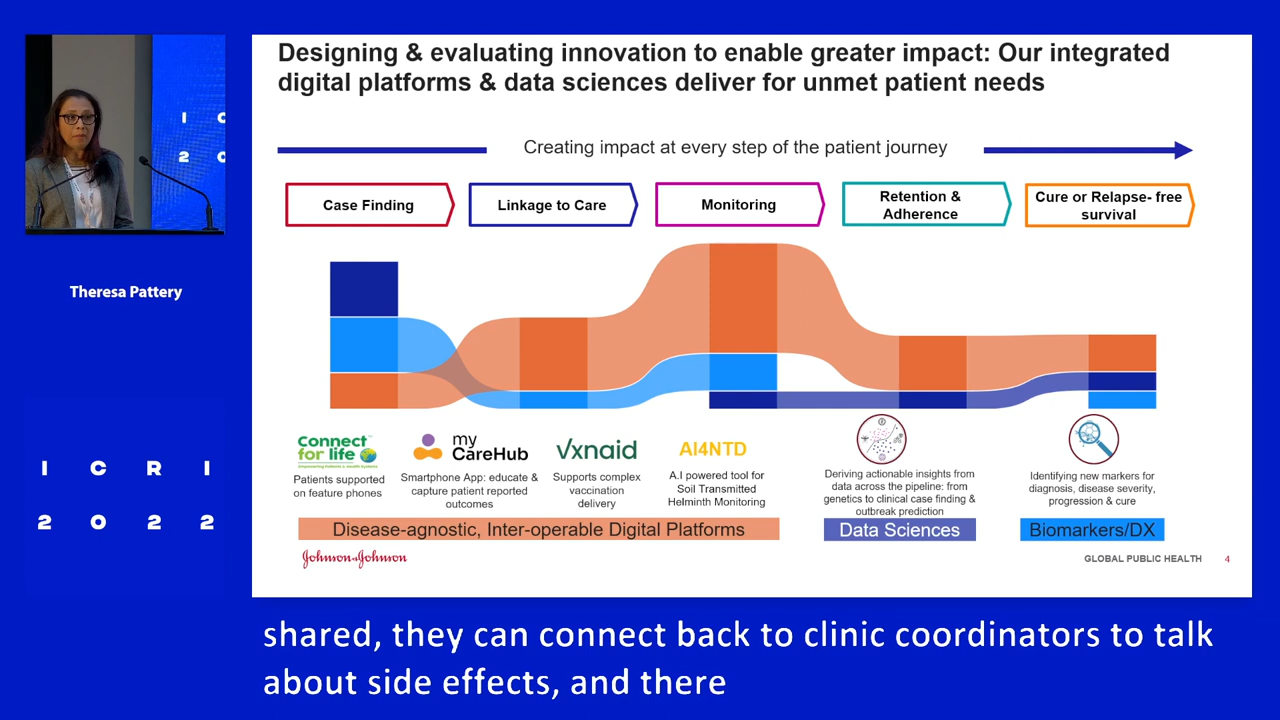 Designing & evaluating innovation to enable greater impact: Our integrated
digital platforms & data sciences deliver for unmet patient needs
Creating impact at every step of the patient journey
Case Finding
Linkage to Care
Monitoring
Retention &
Adherence
Cure or Relapse- free
survival
I C
2 0
Theresa Pattery
I C R I
2 0 2 2
Connect
for life
Empowering Patients & Health Systems
Patients supported
on feature phones
my
CareHub
Smartphone App: educate &
capture patient reported
outcomes
vxnaid
Supports complex
vaccination
delivery
AI4NTD
A.I powered tool for
Soil Transmitted
Helminth Monitoring
Deriving actionable insights from
data across the pipeline: from
genetics to clinical case finding &
outbreak prediction
Identifying new markers for
diagnosis, disease severity,
progression & cure
Disease-agnostic, Inter-operable Digital Platforms
Data Sciences
Biomarkers/DX
Johnson & Johnson
GLOBAL PUBLIC HEALTH 4
shared, they can connect back to clinic coordinators to talk
about side effects, and there